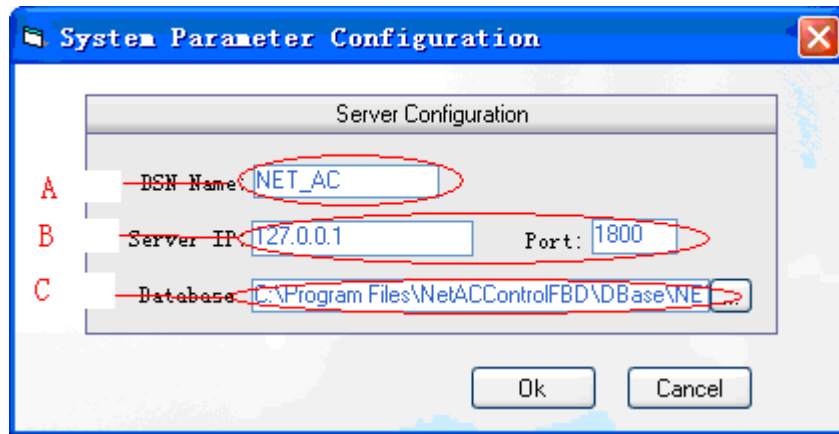 System Parameter Configuration
Server Configuration
A DSN Name: NET_AC
B Server IP: 127.0.0.1 Port: 1800
C Database: C:\Program Files\NetACControlFBD\DBase\NE ...
Ok Cancel